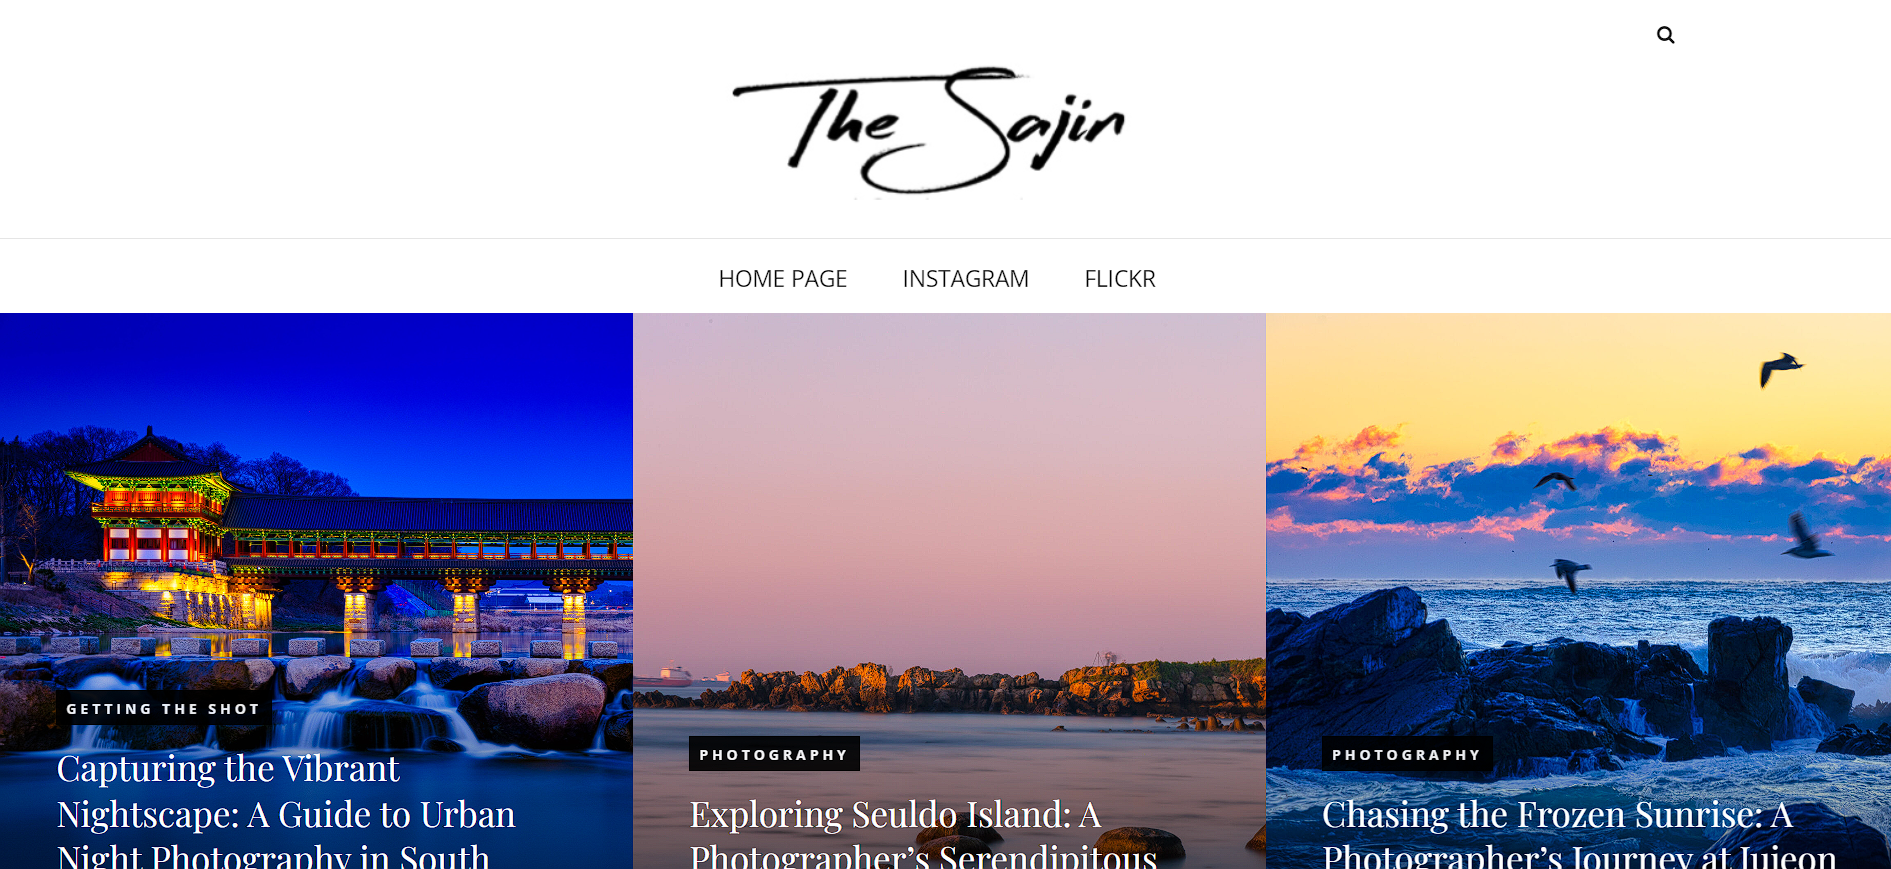 The Sajin
HOME PAGE INSTAGRAM FLICKR
GETTING THE SHOT
Capturing the Vibrant
Nightscape: A Guide to Urban
Night Photography in South
PHOTOGRAPHY
Exploring Seuldo Island: A
Photographer’s Serendipitous
PHOTOGRAPHY
Chasing the Frozen Sunrise: A
Photographer’s Journey at Jujeon